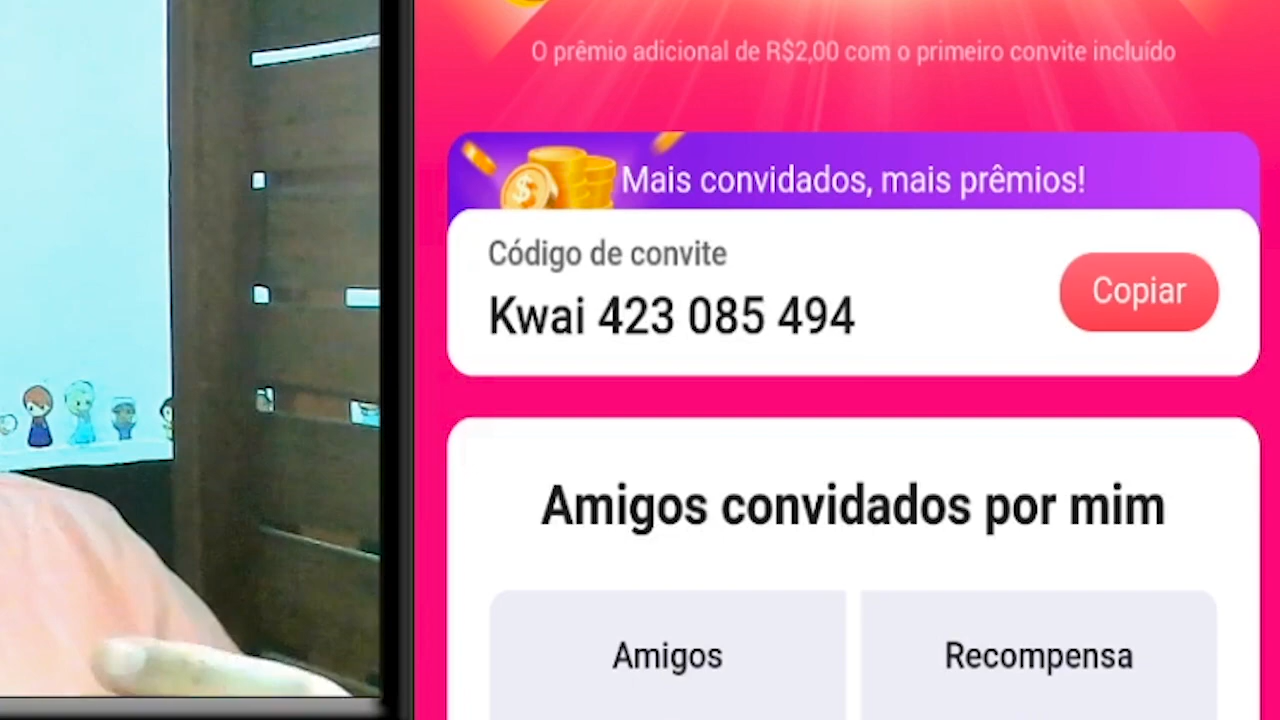 O prêmio adicional de R$2,00 com o primeiro convite incluído
Mais convidados, mais prêmios!
Código de convite
Kwai 423 085 494
Copiar
Amigos convidados por mim
Amigos
Recompensa